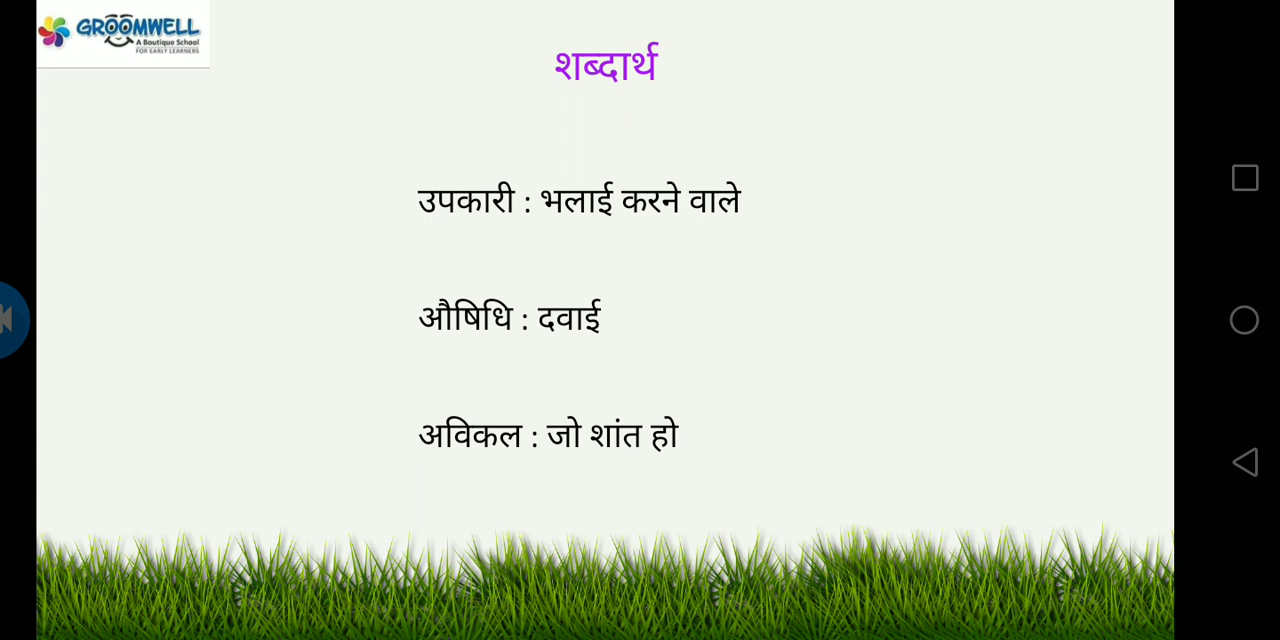 GROOMWELL
A Boutique School
FOR EARLY LEARNERS
शब्दार्थ
उपकारी : भलाई करने वाले
औषिधि : दवाई
अविकल : जो शांत हो